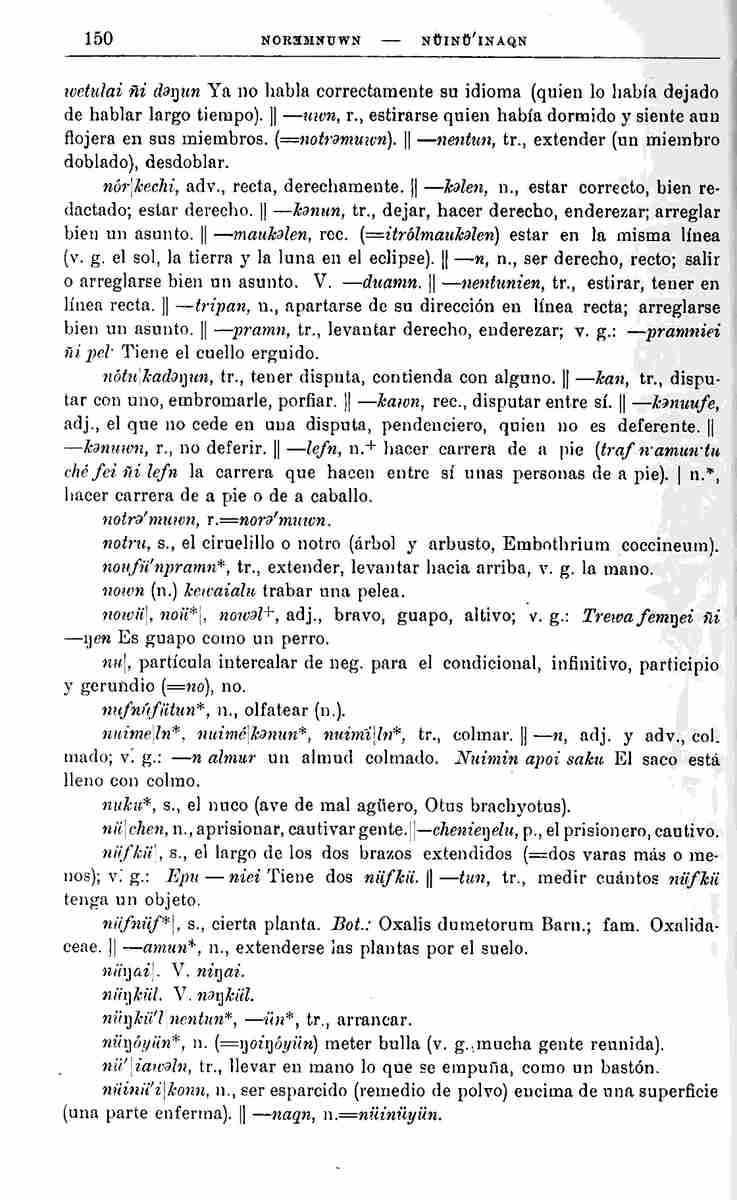 150 NORƎMNUWN — NÜINÜ'INAQN
wetulai ñi dəŋun Ya no habla correctamente su idioma (quien lo había dejado
de hablar largo tiempo). || —uwn, r., estirarse quien había dormido y siente aun
flojera en sus miembros. (=notrəmuwn). || —nentun, tr., extender (un miembro
doblado), desdoblar.
nór|kechi, adv., recta, derechamente. || —kəlen, n., estar correcto, bien re-
dactado; estar derecho. || —kənun, tr., dejar, hacer derecho, enderezar; arreglar
bien un asunto. || —maukəlen, rec. (=itrólmaukəlen) estar en la misma línea
(v. g. el sol, la tierra y la luna en el eclipse). || —n, n., ser derecho, recto; salir
o arreglarse bien un asunto. V. —duamn. || —nentunien, tr., estirar, tener en
línea recta. || —tripan, n., apartarse de su dirección en línea recta; arreglarse
bien un asunto. || —pramn, tr., levantar derecho, enderezar; v. g.: —pramniei
ñi pel· Tiene el cuello erguido.
nótu|kadəŋun, tr., tener disputa, contienda con alguno. || —kan, tr., dispu-
tar con uno, embromarle, porfiar. || —kawn, rec., disputar entre sí. || —kənuufe,
adj., el que no cede en una disputa, pendenciero, quien no es deferente. ||
—kənuwn, r., no deferir. || —lefn, n.+ hacer carrera de a pie (traf n·amun·tu
ché fei ñi lefn la carrera que hacen entre sí unas personas de a pie). | n.*,
hacer carrera de a pie o de a caballo.
notrə'muwn, r.=norə'muwn.
notru, s., el ciruelillo o notro (árbol y arbusto, Embothrium coccineum).
noufü'npramn*, tr., extender, levantar hacia arriba, v. g. la mano.
nown (n.) kewaialu trabar una pelea.
nowü|, noü*|, nowəl+, adj., bravo, guapo, altivo; v. g.: Trewa femŋei ñi
—ŋen Es guapo como un perro.
nu|, partícula intercalar de neg. para el condicional, infinitivo, participio
y gerundio (=no), no.
nufnúfütun*, n., olfatear (n.).
nuime|ln*, nuimé|kənun*, nuimï|ln*, tr., colmar. || —n, adj. y adv., col-
mado; v. g.: —n almur un almud colmado. Nuimin apoi saku El saco está
lleno con colmo.
nuku*, s., el nuco (ave de mal agüero, Otus brachyotus).
nü|chen, n., aprisionar, cautivar gente. || —chenieŋelu, p., el prisionero, cautivo.
nüfkü|, s., el largo de los dos brazos extendidos (=dos varas más o me-
nos); v. g.: Epu — niei Tiene dos nüfkü. || —tun, tr., medir cuántos nüfkü
tenga un objeto.
nüfnüf*|, s., cierta planta. Bot.: Oxalis dumetorum Barn.; fam. Oxalida-
ceae. || —amun*, n., extenderse las plantas por el suelo.
nüŋai|. V. niŋai.
nüŋkül. V. nəŋkül.
nüŋkü'l nentun*, —ün*, tr., arrancar.
nüŋóyün*, n. (=ŋoiŋóyün) meter bulla (v. g. mucha gente reunida).
nü'|iawəln, tr., llevar en mano lo que se empuña, como un bastón.
nüinü'i|konn, n., ser esparcido (remedio de polvo) encima de una superficie
(una parte enferma). || —naqn, n.=nüinüyün.